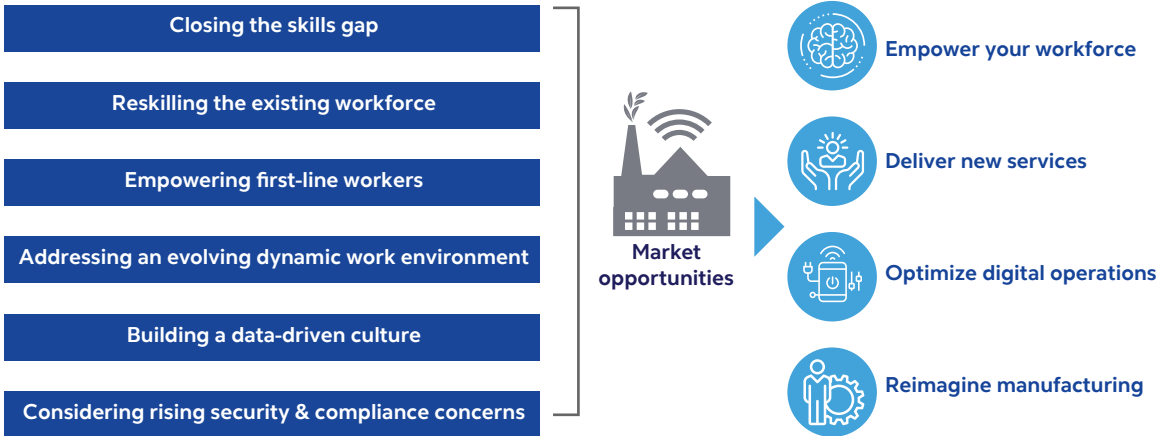 Closing the skills gap
Reskilling the existing workforce
Empowering first-line workers
Addressing an evolving dynamic work environment
Building a data-driven culture
Considering rising security & compliance concerns
Market
opportunities
Empower your workforce
Deliver new services
Optimize digital operations
Reimagine manufacturing